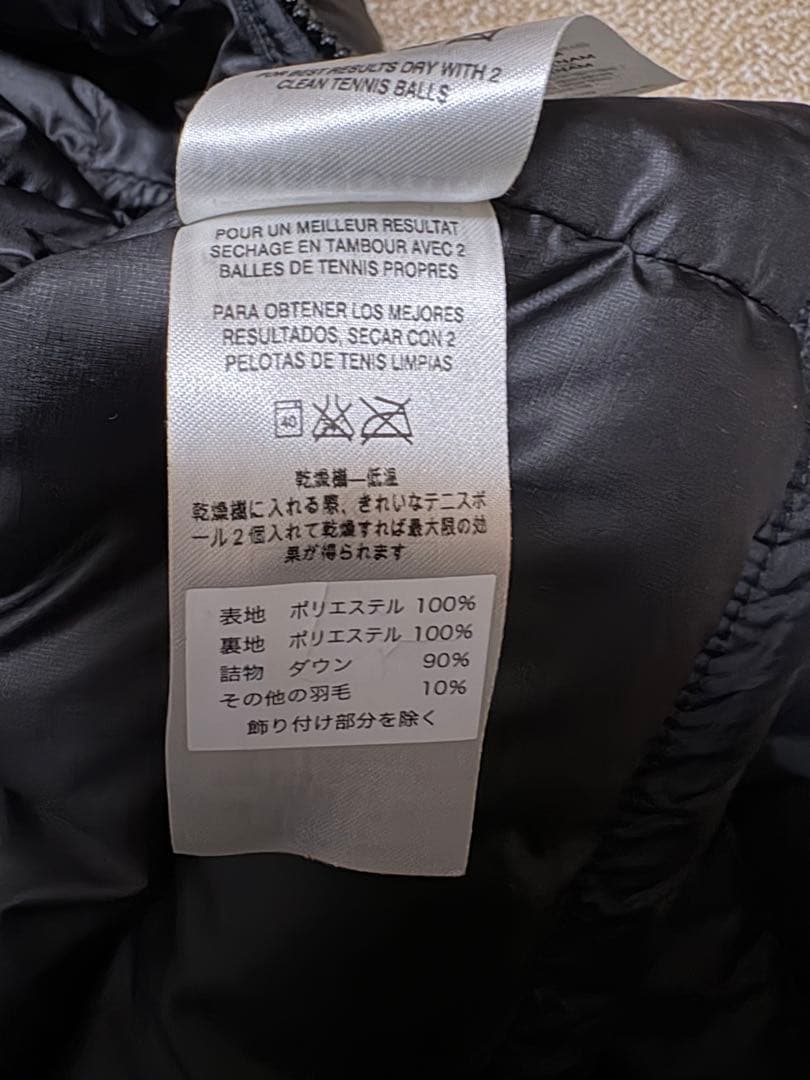 FOR BEST RESULTS DRY WITH 2
CLEAN TENNIS BALLS
NAM
NAM
POUR UN MEILLEUR RESULTAT
SECHAGE EN TAMBOUR AVEC 2
BALLES DE TENNIS PROPRES
PARA OBTENER LOS MEJORES
RESULTADOS, SECAR CON 2
PELOTAS DE TENIS LIMPIAS
40
乾燥機—低温
乾燥機に入れる際、きれいなテニスボ
ール2個入れて乾燥すれば最大限の効
果が得られます
表地 ポリエステル 100%
裏地 ポリエステル 100%
詰物 ダウン 90%
その他の羽毛 10%
飾り付け部分を除く